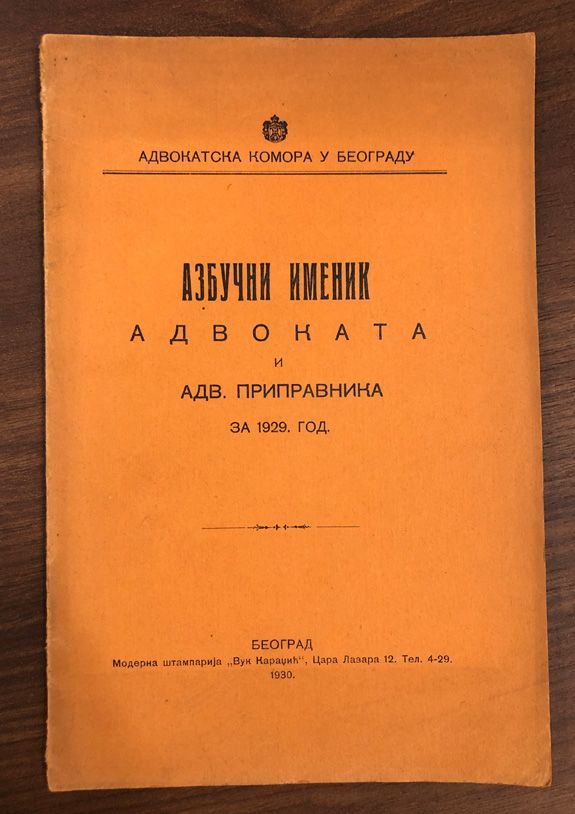 АДВОКАТСКА КОМОРА У БЕОГРАДУ
АЗБУЧНИ ИМЕНИК
АДВОКАТА
И
АДВ. ПРИПРАВНИКА
ЗА 1929. ГОД.
БЕОГРАД
Модерна штампарија „Вук Караџић“, Цара Лазара 12. Тел. 4-29.
1930.